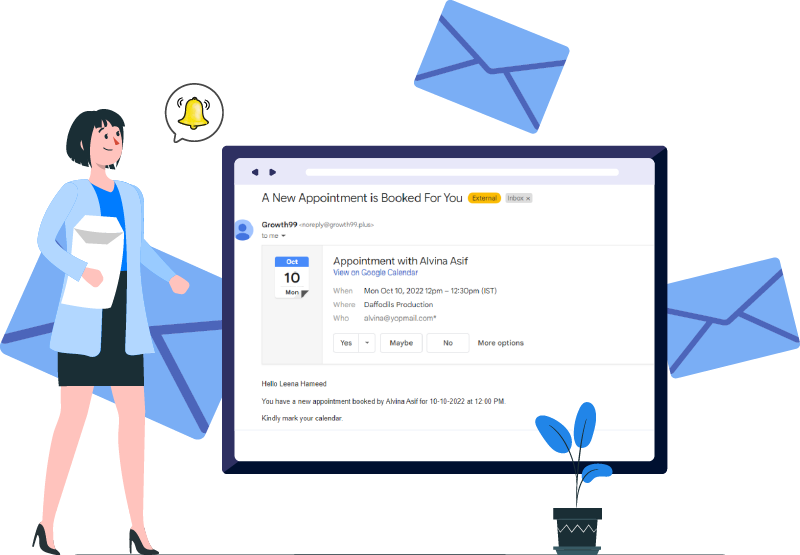 A New Appointment is Booked For You External Inbox ×
Growth99 <noreply@growth99.plus>
to me
Oct
10
Mon
Appointment with Alvina Asif
View on Google Calendar
When Mon Oct 10, 2022 12pm – 12:30pm (IST)
Where Daffodils Production
Who alvina@yopmail.com*
Yes Maybe No More options
Hello Leena Hameed
You have a new appointment booked by Alvina Asif for 10-10-2022 at 12:00 PM.
Kindly mark your calendar.